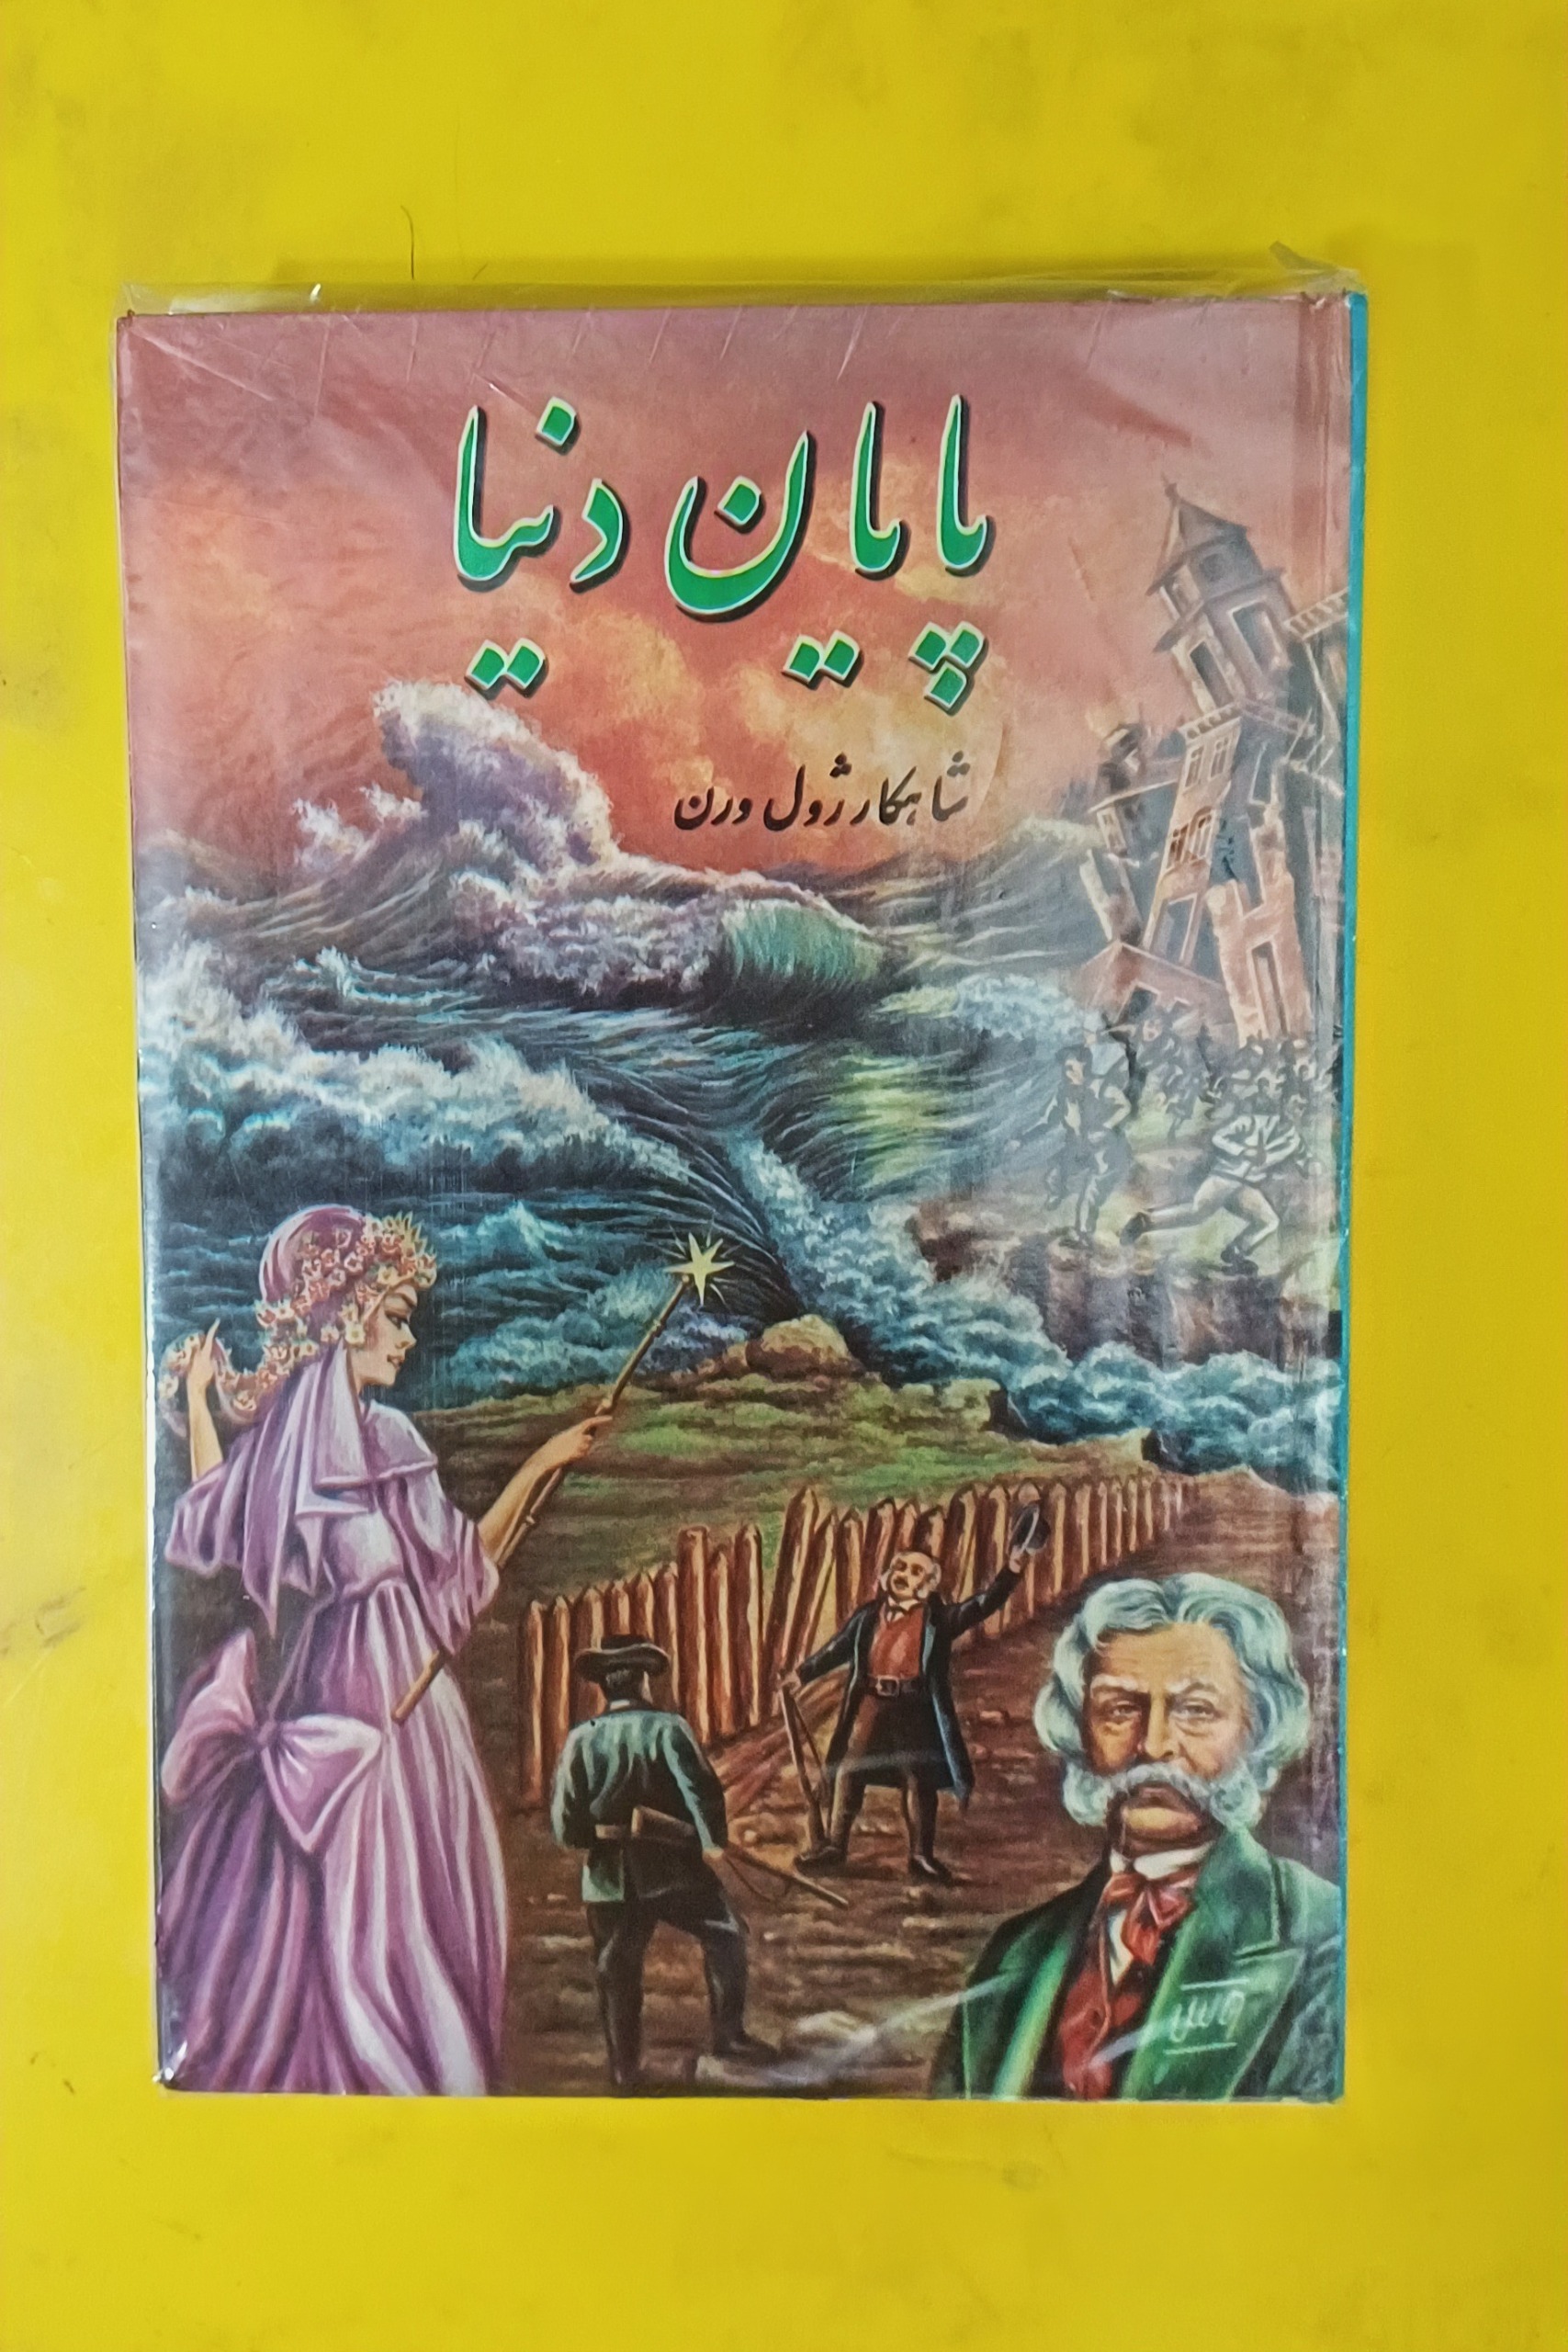 پایان دنیا
شاهکار ژول ورن